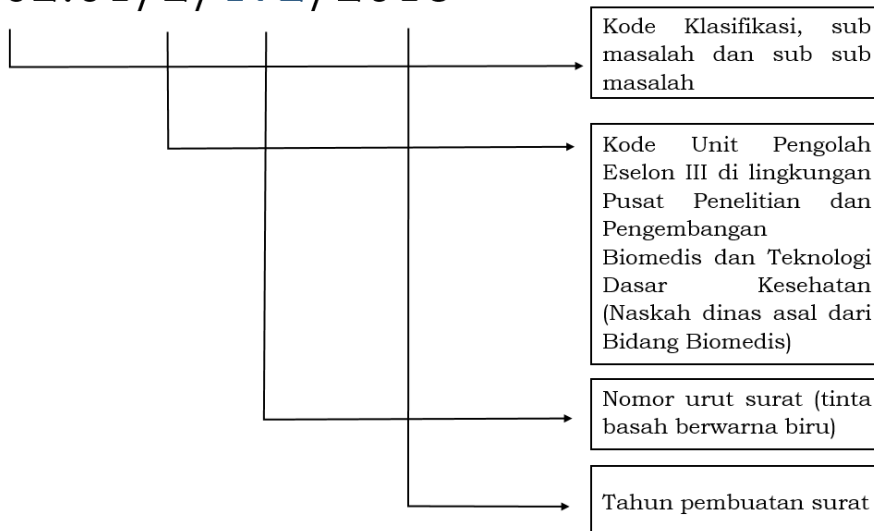 Kode Klasifikasi, sub
masalah dan sub sub
masalah
Kode Unit Pengolah
Eselon III di lingkungan
Pusat Penelitian dan
Pengembangan
Biomedis dan Teknologi
Dasar Kesehatan
(Naskah dinas asal dari
Bidang Biomedis)
Nomor urut surat (tinta
basah berwarna biru)
Tahun pembuatan surat